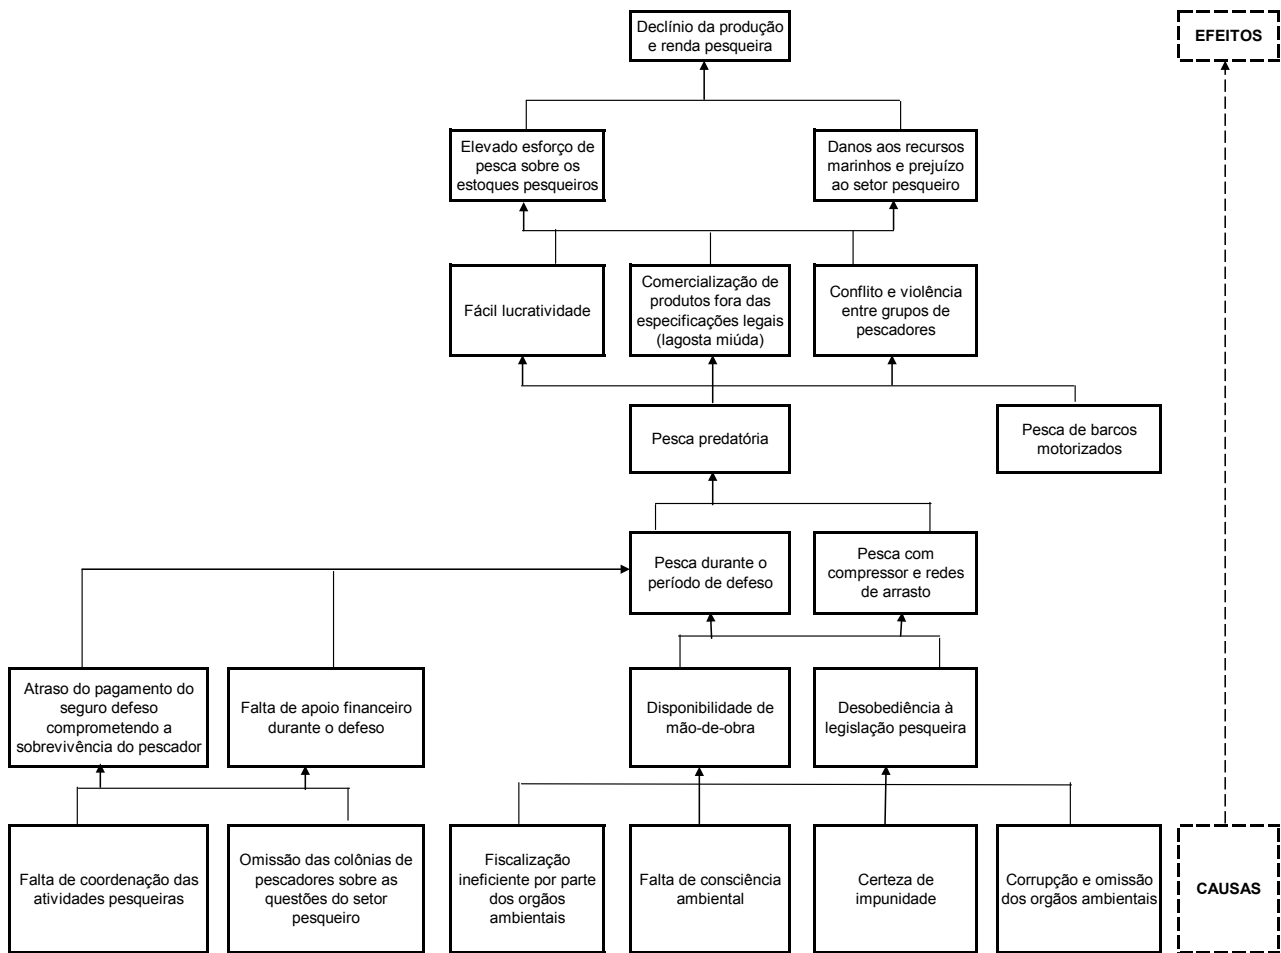 Declínio da produção
e renda pesqueira
EFEITOS
Elevado esforço de
pesca sobre os
estoques pesqueiros
Danos aos recursos
marinhos e prejuízo
ao setor pesqueiro
Fácil lucratividade
Comercialização de
produtos fora das
especificações legais
(lagosta miúda)
Conflito e violência
entre grupos de
pescadores
Pesca predatória
Pesca de barcos
motorizados
Pesca durante o
período de defeso
Pesca com
compressor e redes
de arrasto
Atraso do pagamento do
seguro defeso
comprometendo a
sobrevivência do pescador
Falta de apoio financeiro
durante o defeso
Disponibilidade de
mão-de-obra
Desobediência à
legislação pesqueira
Falta de coordenação das
atividades pesqueiras
Omissão das colônias de
pescadores sobre as
questões do setor
pesqueiro
Fiscalização
ineficiente por parte
dos orgãos
ambientais
Falta de consciência
ambiental
Certeza de
impunidade
Corrupção e omissão
dos orgãos ambientais
CAUSAS